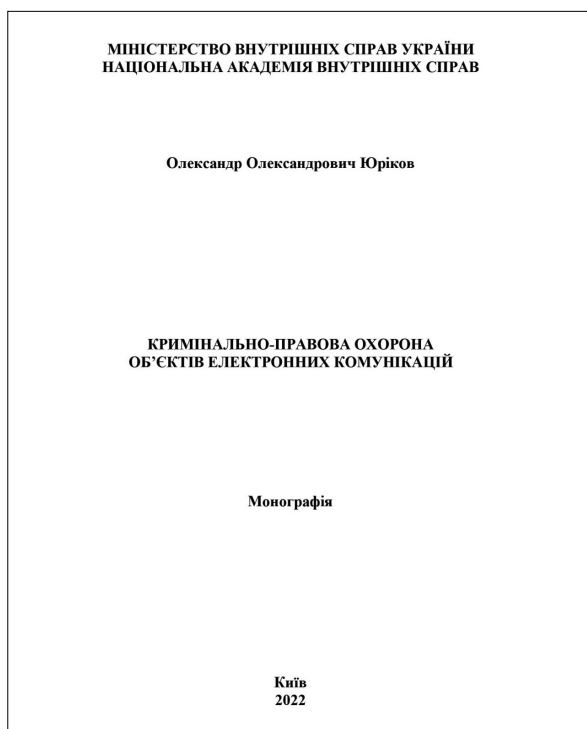 МІНІСТЕРСТВО ВНУТРІШНІХ СПРАВ УКРАЇНИ
НАЦІОНАЛЬНА АКАДЕМІЯ ВНУТРІШНІХ СПРАВ
Олександр Олександрович Юріков
КРИМІНАЛЬНО-ПРАВОВА ОХОРОНА
ОБ’ЄКТІВ ЕЛЕКТРОННИХ КОМУНІКАЦІЙ
Монографія
Київ
2022